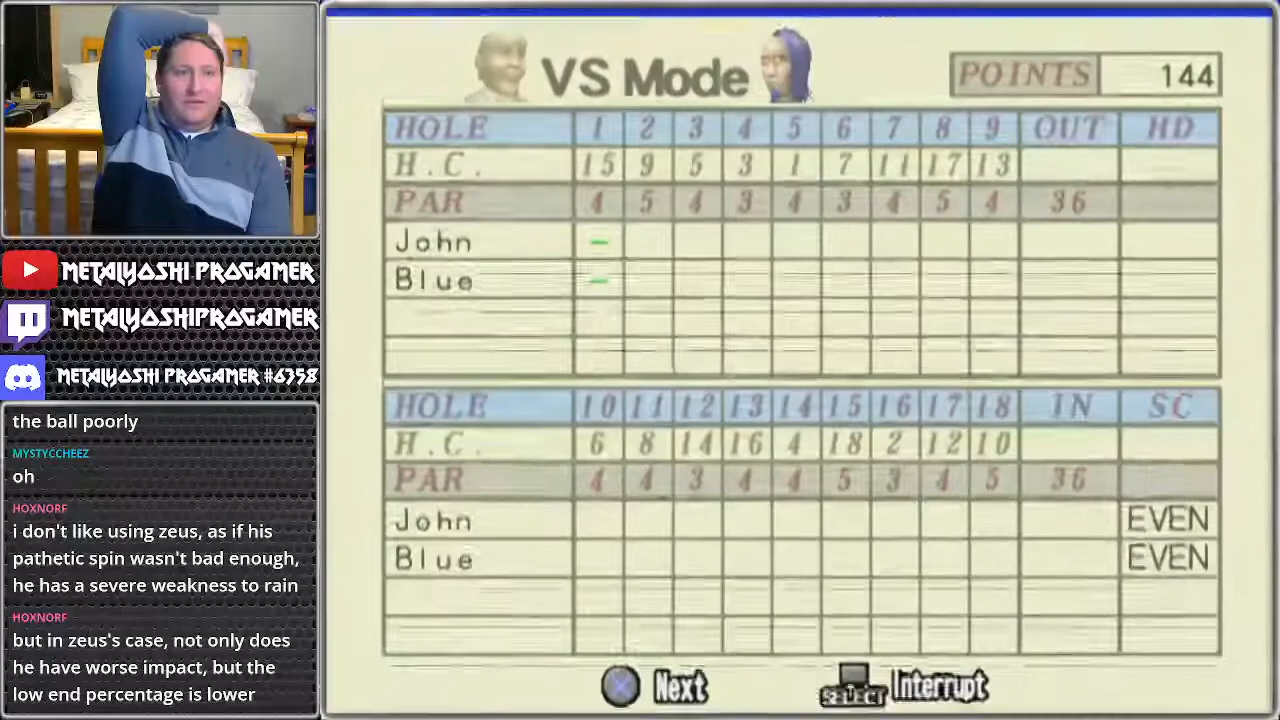 METALYOSHI PROGAMER
METALYOSHIPROGAMER
METALYOSHI PROGAMER #6358
the ball poorly
MYSTYCCHEEZ
oh
HOXNORF
i don't like using zeus, as if his
pathetic spin wasn't bad enough,
he has a severe weakness to rain
HOXNORF
but in zeus's case, not only does
he have worse impact, but the
low end percentage is lower
VS Mode POINTS 144
HOLE 1 2 3 4 5 6 7 8 9 OUT HD
H.C. 15 9 5 3 1 7 11 17 13
PAR 4 5 4 3 4 3 4 5 4 36
John –
Blue –
HOLE 10 11 12 13 14 15 16 17 18 IN SC
H.C. 6 8 14 16 4 18 2 12 10
PAR 4 4 3 4 4 5 3 4 5 36
John EVEN
Blue EVEN
Next SELECT Interrupt